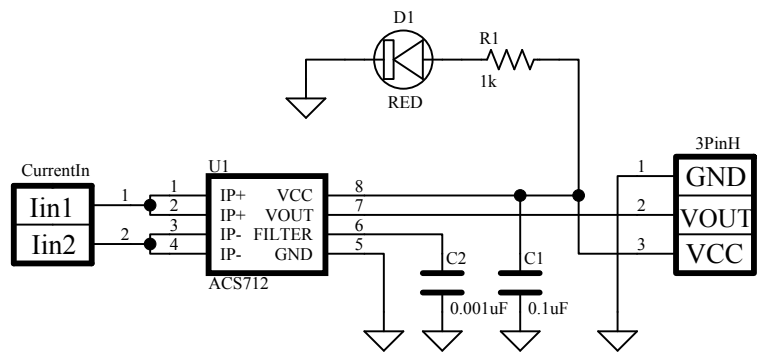 D1
RED
R1
1k
CurrentIn
Iin1
Iin2
1
2
U1
1
2
3
4
IP+ VCC
IP+ VOUT
IP- FILTER
IP- GND
8
7
6
5
ACS712
C2
0.001uF
C1
0.1uF
3PinH
1
2
3
GND
VOUT
VCC